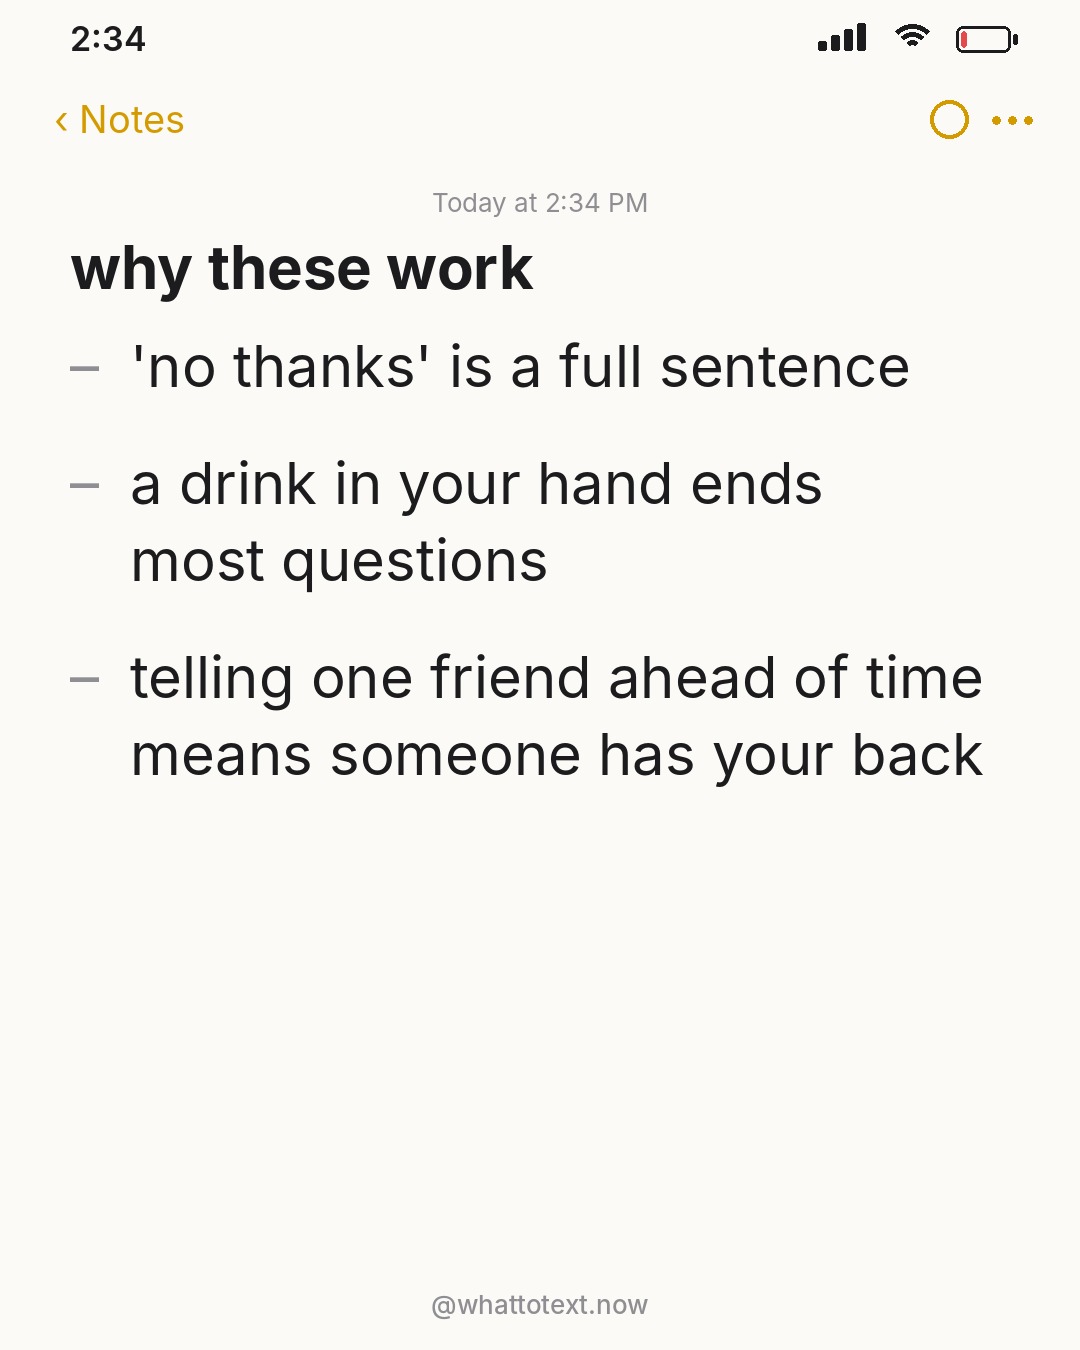 2:34
‹ Notes
Today at 2:34 PM
why these work
– 'no thanks' is a full sentence
– a drink in your hand ends
most questions
– telling one friend ahead of time
means someone has your back
@whattotext.now